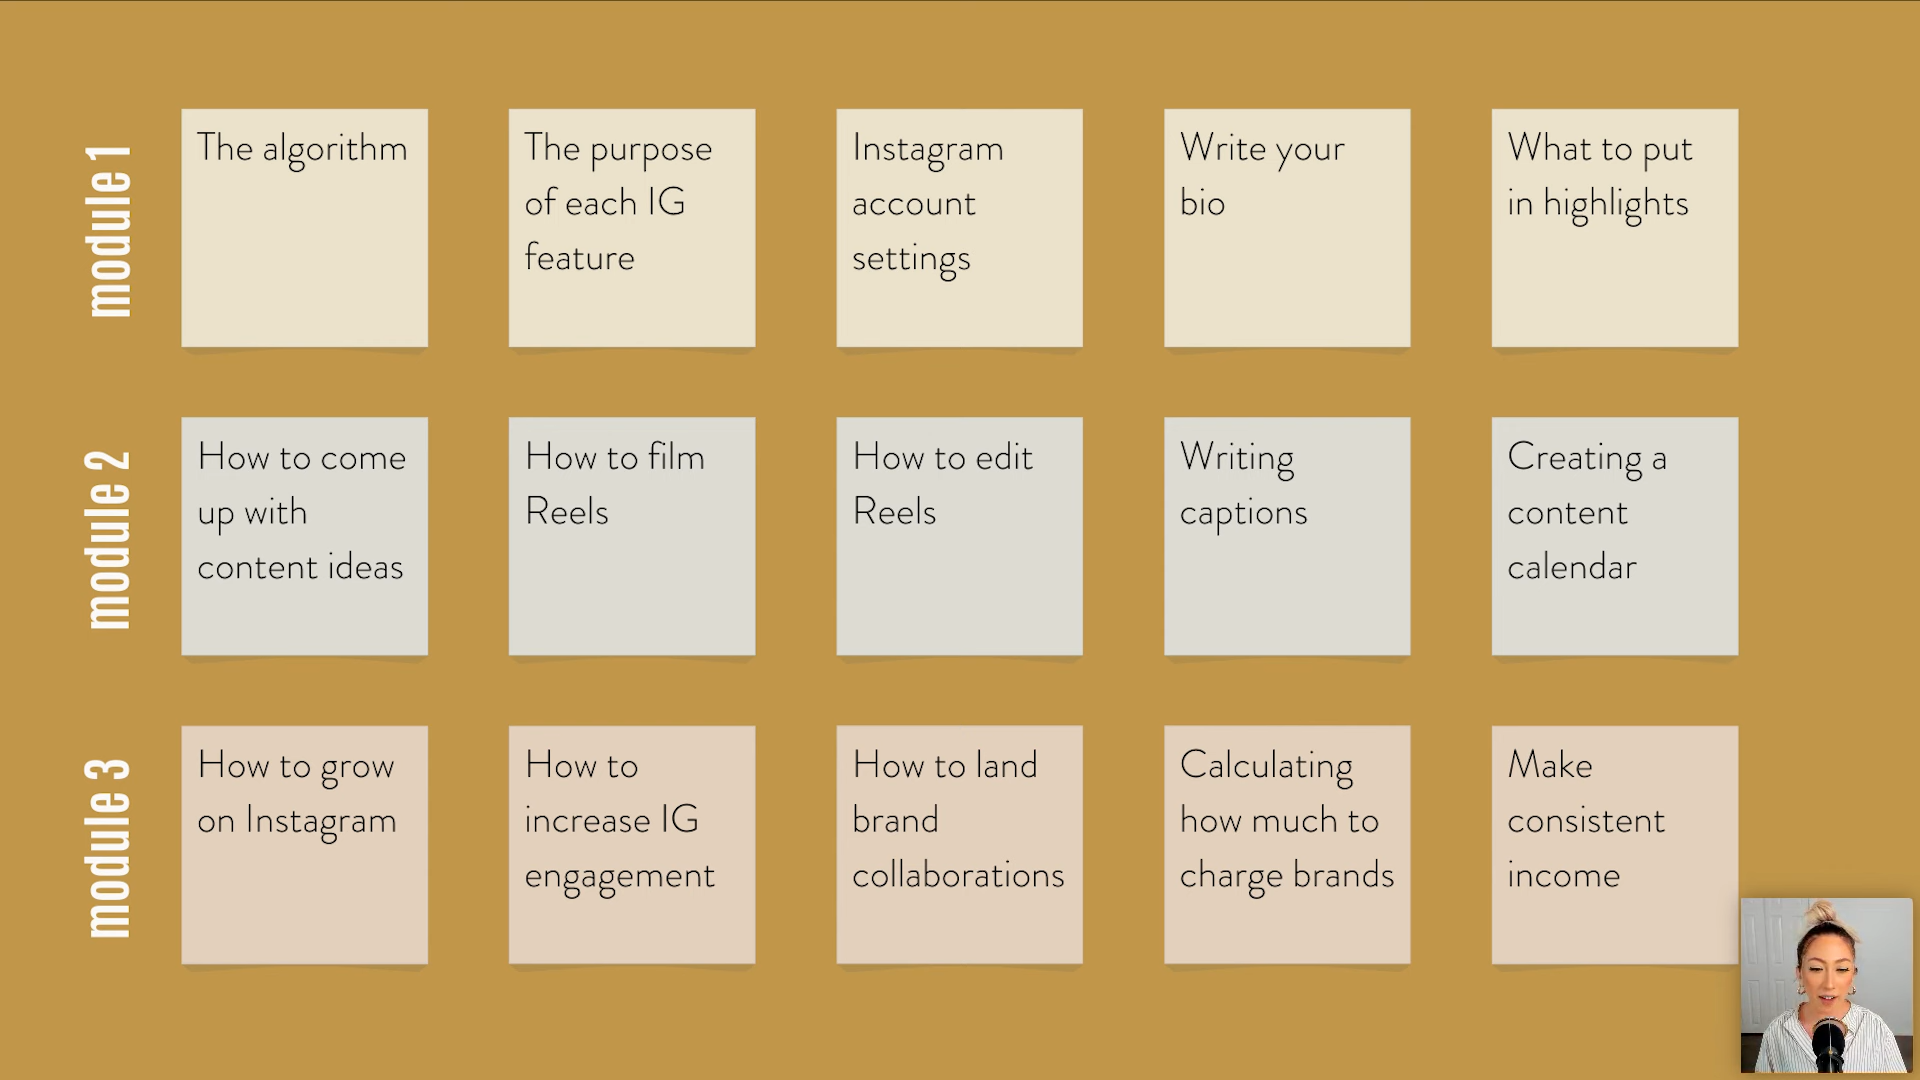 module 1
The algorithm
The purpose
of each IG
feature
Instagram
account
settings
Write your
bio
What to put
in highlights
module 2
How to come
up with
content ideas
How to film
Reels
How to edit
Reels
Writing
captions
Creating a
content
calendar
module 3
How to grow
on Instagram
How to
increase IG
engagement
How to land
brand
collaborations
Calculating
how much to
charge brands
Make
consistent
income